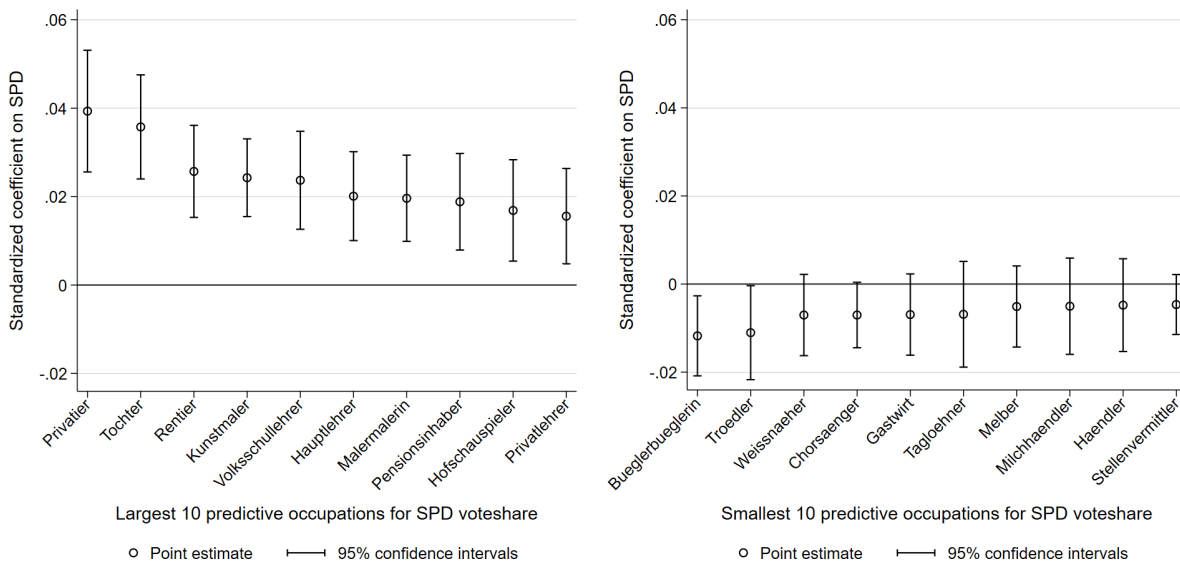 Standardized coefficient on SPD
.06
.04
.02
0
-.02
Privatier
Tochter
Rentier
Kunstmaler
Volksschullehrer
Hauptlehrer
Malermalerin
Pensionsinhaber
Hofschauspieler
Privatlehrer
Largest 10 predictive occupations for SPD voteshare
Point estimate
95% confidence intervals
Standardized coefficient on SPD
.06
.04
.02
0
-.02
Bueglerbueglerin
Troedler
Weissnaeher
Chorsaenger
Gastwirt
Tagloehner
Melber
Milchhaendler
Haendler
Stellenvermittler
Smallest 10 predictive occupations for SPD voteshare
Point estimate
95% confidence intervals